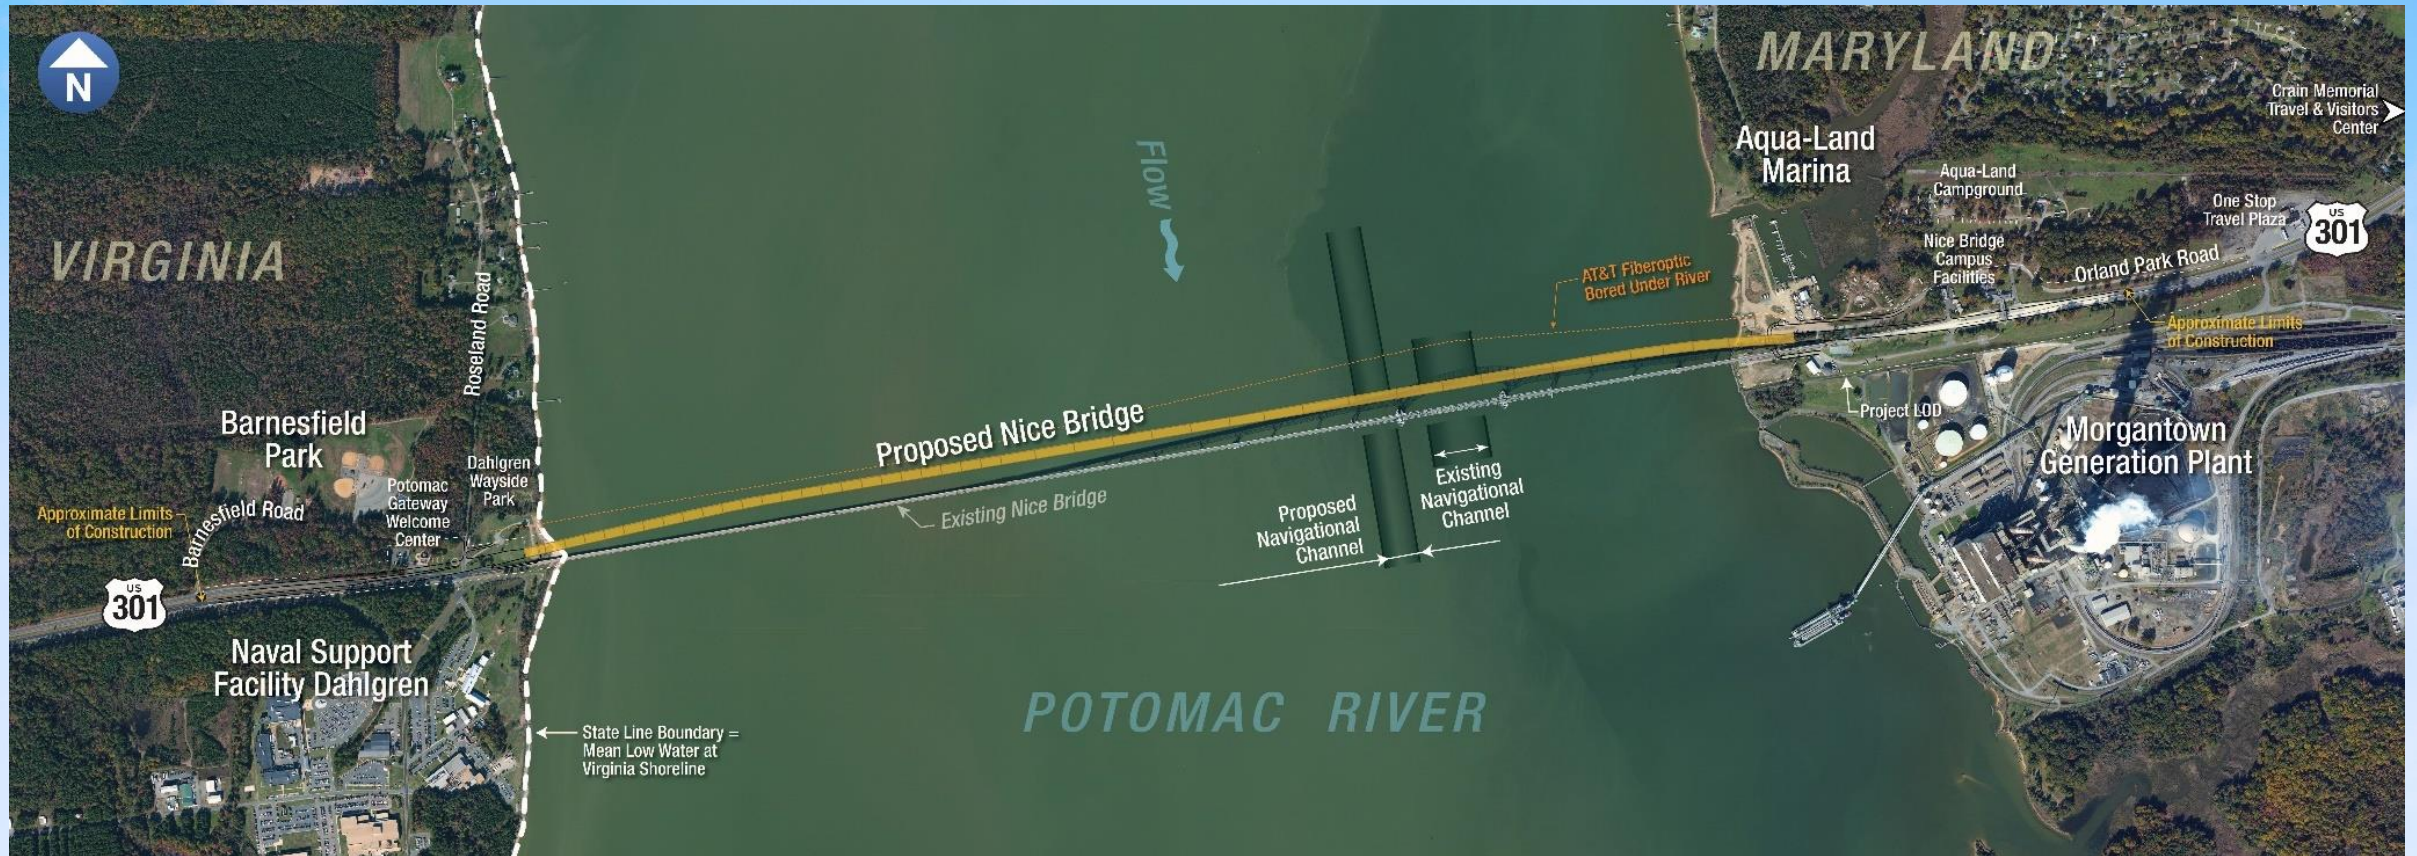 N
MARYLAND
Crain Memorial
Travel & Visitors
Center
Aqua-Land
Marina
Flow
Aqua-Land
Campground
One Stop
Travel Plaza
US
301
VIRGINIA
Nice Bridge
Campus
Facilities
Orland Park Road
AT&T Fiberoptic
Bored Under River
Roseland Road
Approximate Limits
of Construction
Project LOD
Barnesfield
Park
Proposed Nice Bridge
Morgantown
Generation Plant
Dahlgren
Wayside
Park
Potomac
Gateway
Welcome
Center
Existing
Navigational
Channel
Existing Nice Bridge
Proposed
Navigational
Channel
Approximate Limits
of Construction
Barnesfield Road
US
301
Naval Support
Facility Dahlgren
POTOMAC RIVER
State Line Boundary =
Mean Low Water at
Virginia Shoreline